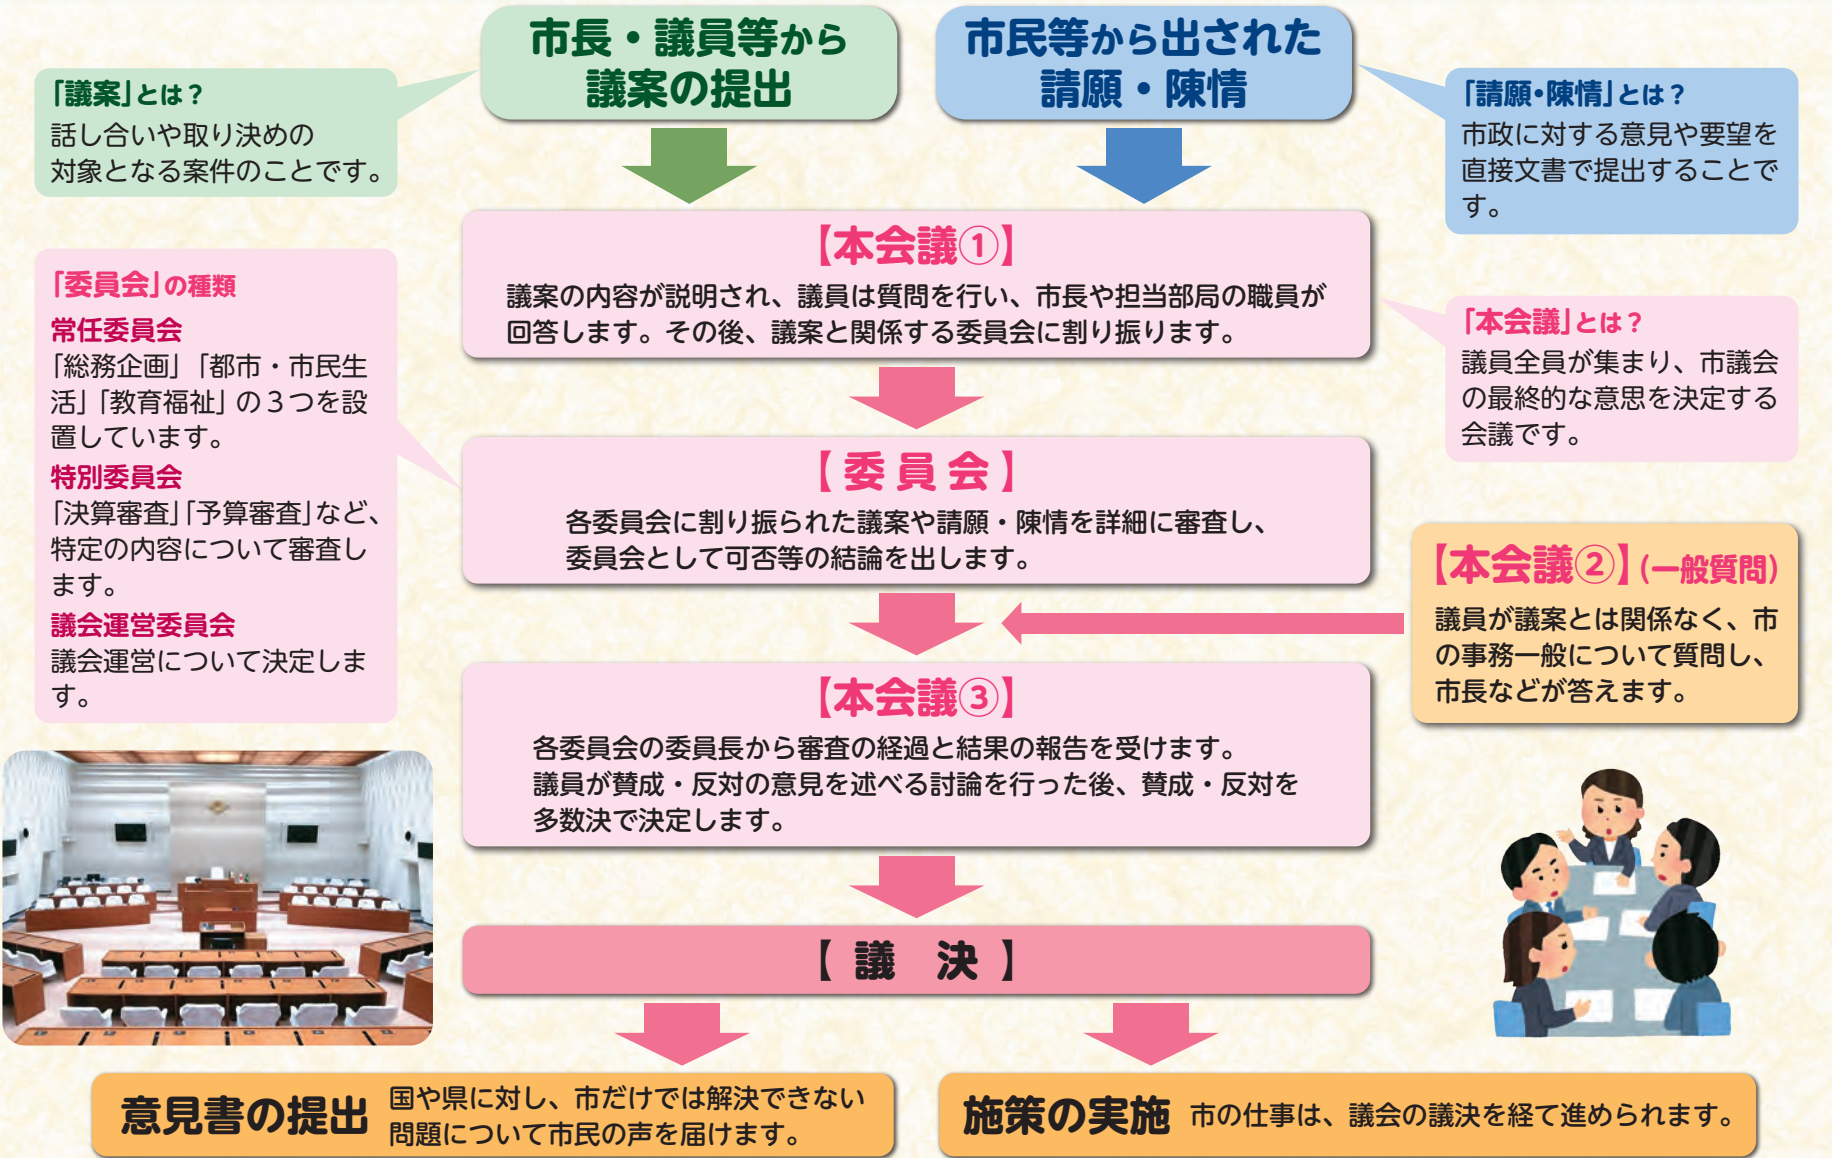 市長・議員等から
議案の提出
市民等から出された
請願・陳情
「議案」とは？
話し合いや取り決めの
対象となる案件のことです。
「請願・陳情」とは？
市政に対する意見や要望を
直接文書で提出することで
す。
【本会議①】
議案の内容が説明され、議員は質問を行い、市長や担当部局の職員が
回答します。その後、議案と関係する委員会に割り振ります。
「本会議」とは？
議員全員が集まり、市議会
の最終的な意思を決定する
会議です。
「委員会」の種類
常任委員会
「総務企画」「都市・市民生
活」「教育福祉」の３つを設
置しています。
特別委員会
「決算審査」「予算審査」など、
特定の内容について審査し
ます。
議会運営委員会
議会運営について決定しま
す。
【委員会】
各委員会に割り振られた議案や請願・陳情を詳細に審査し、
委員会として可否等の結論を出します。
【本会議②】(一般質問)
議員が議案とは関係なく、市
の事務一般について質問し、
市長などが答えます。
【本会議③】
各委員会の委員長から審査の経過と結果の報告を受けます。
議員が賛成・反対の意見を述べる討論を行った後、賛成・反対を
多数決で決定します。
【議　決】
意見書の提出
国や県に対し、市だけでは解決できない
問題について市民の声を届けます。
施策の実施
市の仕事は、議会の議決を経て進められます。